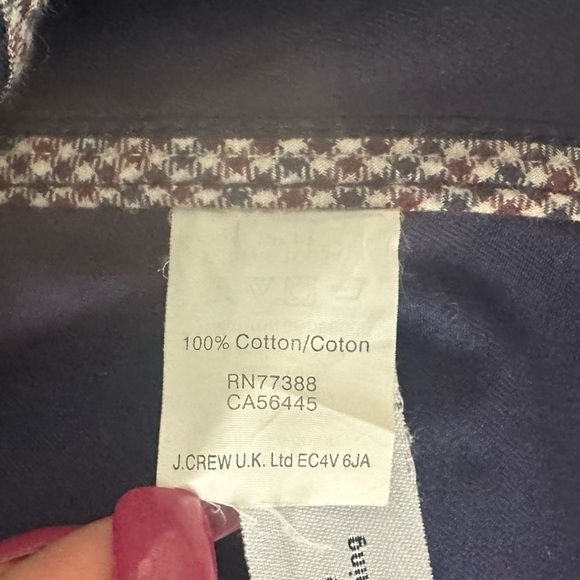 100% Cotton/Coton
RN77388
CA56445
J.CREW U.K. Ltd EC4V 6JA